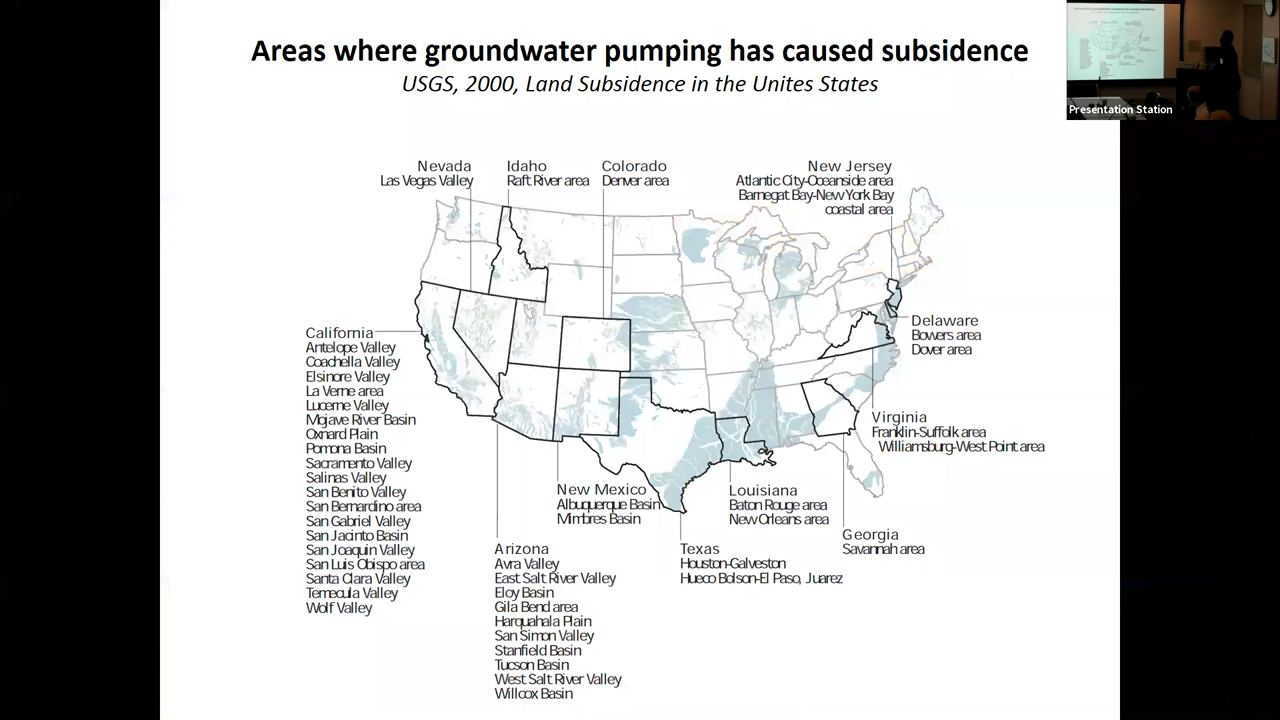 Areas where groundwater pumping has caused subsidence
USGS, 2000, Land Subsidence in the Unites States
Presentation Station
Nevada
Las Vegas Valley
Idaho
Raft River area
Colorado
Denver area
New Jersey
Atlantic City-Oceanside area
Barnegat Bay-New York Bay
coastal area
California
Antelope Valley
Coachella Valley
Elsinore Valley
La Verne area
Lucerne Valley
Mojave River Basin
Oxnard Plain
Pomona Basin
Sacramento Valley
Salinas Valley
San Benito Valley
San Bernardino area
San Gabriel Valley
San Jacinto Basin
San Joaquin Valley
San Luis Obispo area
Santa Clara Valley
Temecula Valley
Wolf Valley
Delaware
Bowers area
Dover area
Virginia
Franklin-Suffolk area
Williamsburg-West Point area
New Mexico
Albuquerque Basin
Mimbres Basin
Louisiana
Baton Rouge area
New Orleans area
Georgia
Savannah area
Arizona
Avra Valley
East Salt River Valley
Eloy Basin
Gila Bend area
Harquahala Plain
San Simon Valley
Stanfield Basin
Tucson Basin
West Salt River Valley
Willcox Basin
Texas
Houston-Galveston
Hueco Bolson-El Paso, Juarez